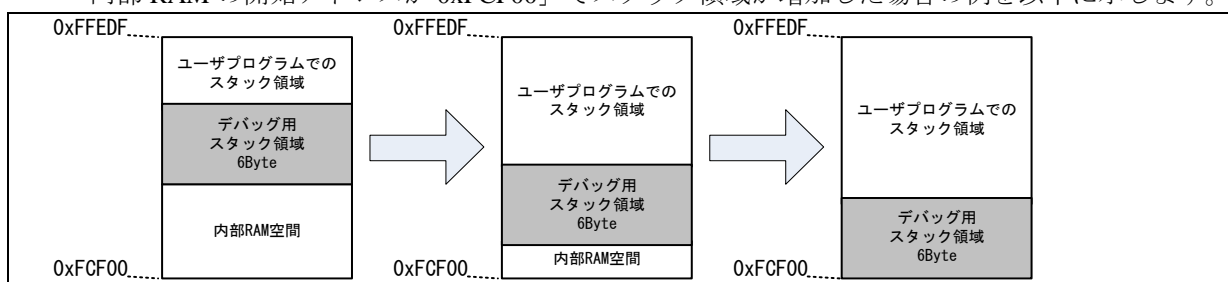 内部 RAM の開始アドレスが「0xFCF00」でスタック領域が増加した場合の例を以下に示します。
0xFFEDF
ユーザプログラムでの
スタック領域
デバッグ用
スタック領域
6Byte
内部RAM空間
0xFCF00
0xFFEDF
ユーザプログラムでの
スタック領域
デバッグ用
スタック領域
6Byte
内部RAM空間
0xFCF00
0xFFEDF
ユーザプログラムでの
スタック領域
デバッグ用
スタック領域
6Byte
0xFCF00